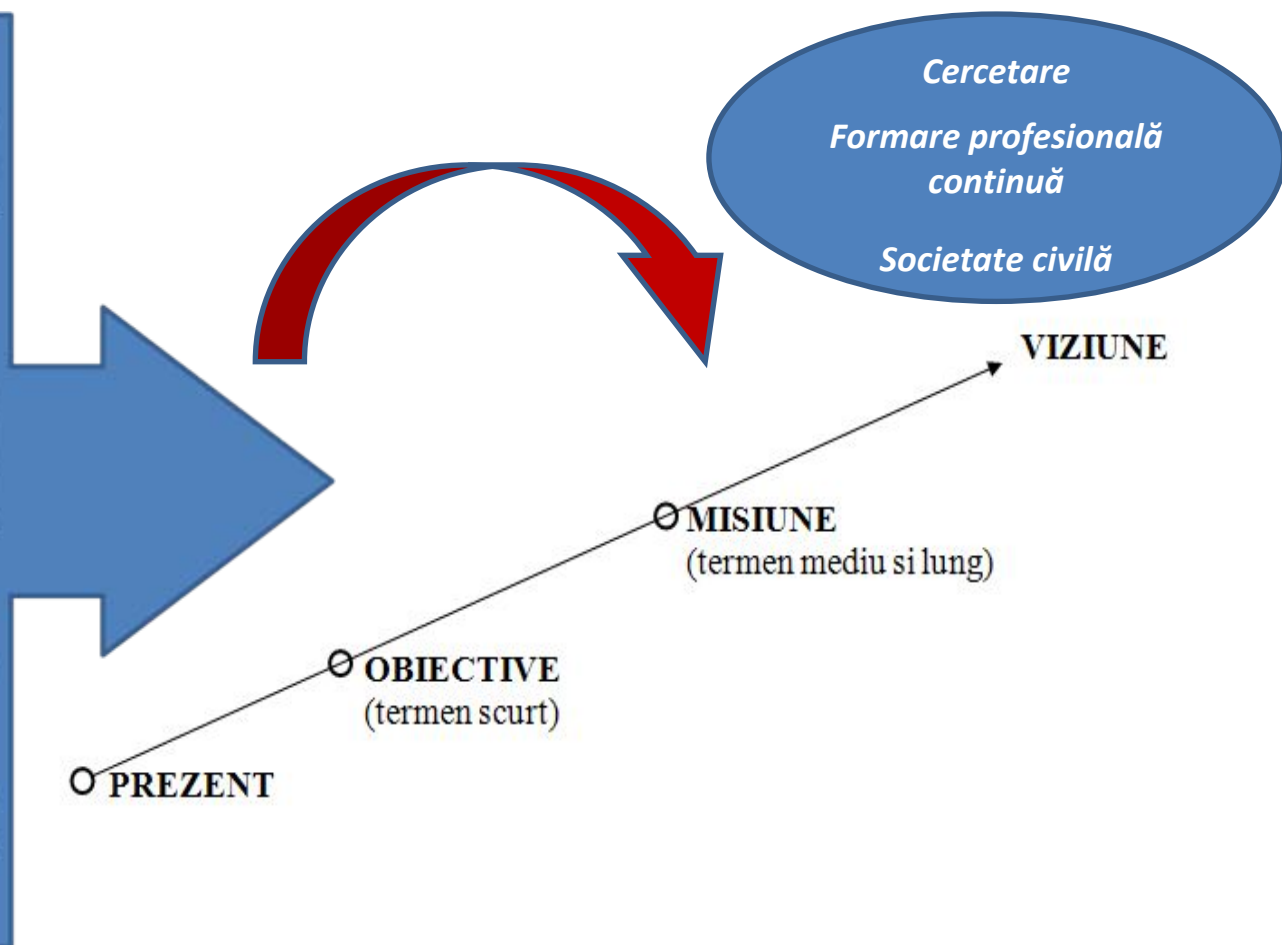 Cercetare
Formare profesională
continuă
Societate civilă
VIZIUNE
MISIUNE
(termen mediu si lung)
OBIECTIVE
(termen scurt)
PREZENT